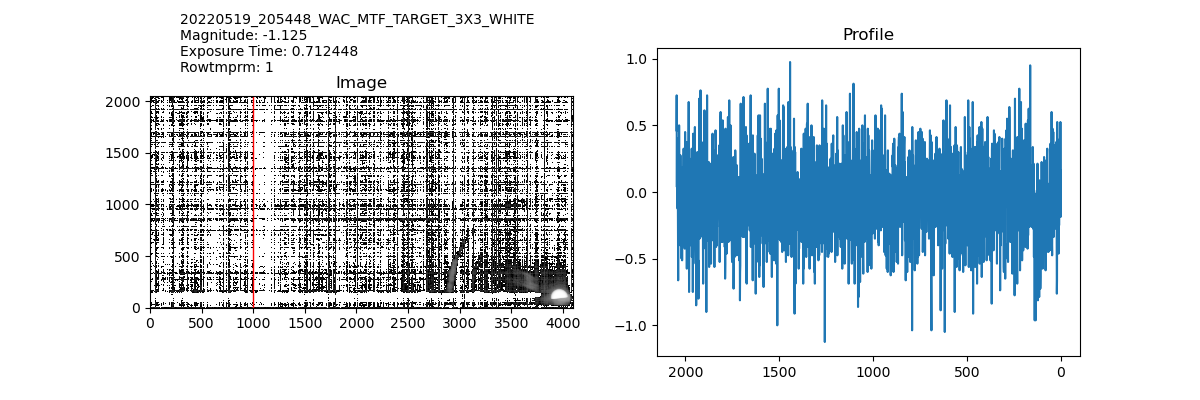 20220519_205448_WAC_MTF_TARGET_3X3_WHITE
Magnitude: -1.125
Exposure Time: 0.712448
Rowtmprm: 1
Image
2000
1500
1000
500
0
0 500 1000 1500 2000 2500 3000 3500 4000
Profile
1.0
0.5
0.0
−0.5
−1.0
2000 1500 1000 500 0